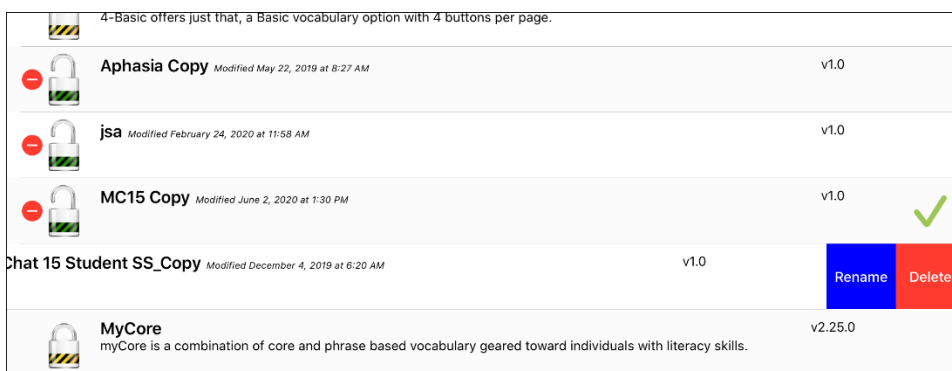 4-Basic offers just that, a Basic vocabulary option with 4 buttons per page.
Aphasia Copy Modified May 22, 2019 at 8:27 AM v1.0
jsa Modified February 24, 2020 at 11:58 AM v1.0
MC15 Copy Modified June 2, 2020 at 1:30 PM v1.0
Chat 15 Student SS_Copy Modified December 4, 2019 at 6:20 AM v1.0 Rename Delete
MyCore v2.25.0
myCore is a combination of core and phrase based vocabulary geared toward individuals with literacy skills.